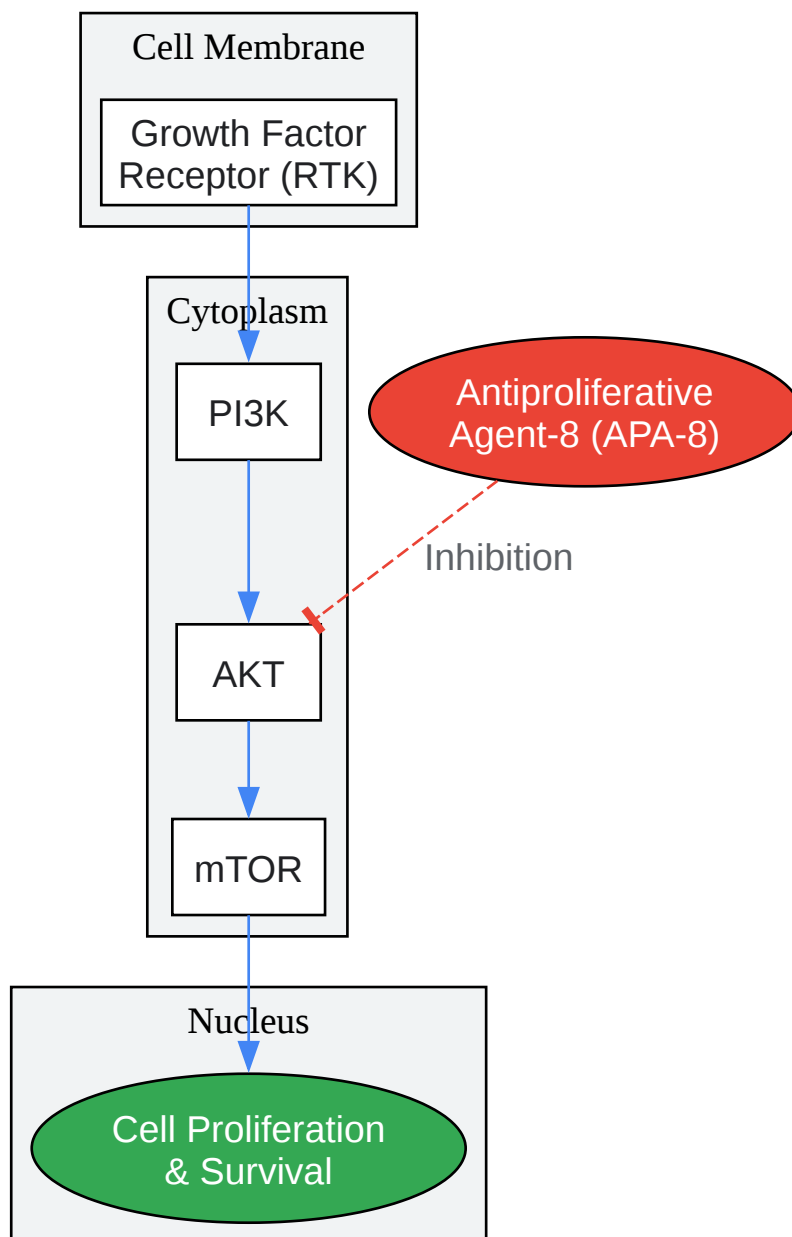 Cell Membrane
Growth Factor
Receptor (RTK)
Cytoplasm
PI3K
Antiproliferative
Agent-8 (APA-8)
Inhibition
AKT
mTOR
Nucleus
Cell Proliferation
& Survival